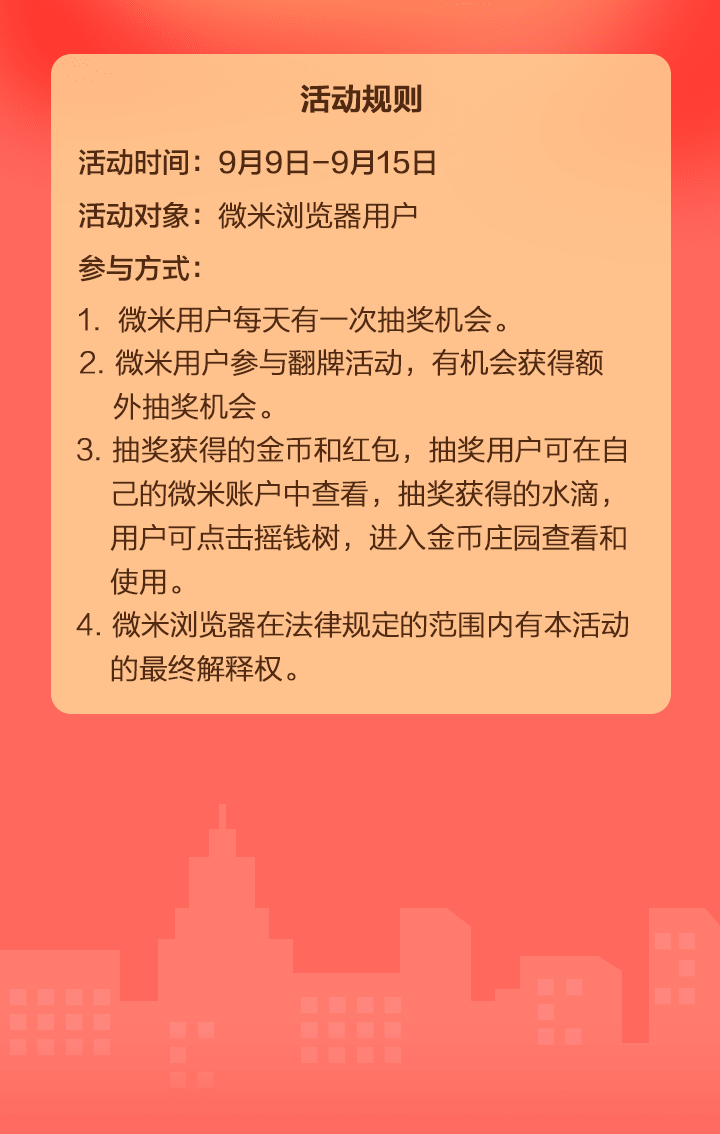 活动规则
活动时间：9月9日-9月15日
活动对象：微米浏览器用户
参与方式：
1. 微米用户每天有一次抽奖机会。
2. 微米用户参与翻牌活动，有机会获得额
外抽奖机会。
3. 抽奖获得的金币和红包，抽奖用户可在自
己的微米账户中查看，抽奖获得的水滴，
用户可点击摇钱树，进入金币庄园查看和
使用。
4. 微米浏览器在法律规定的范围内有本活动
的最终解释权。